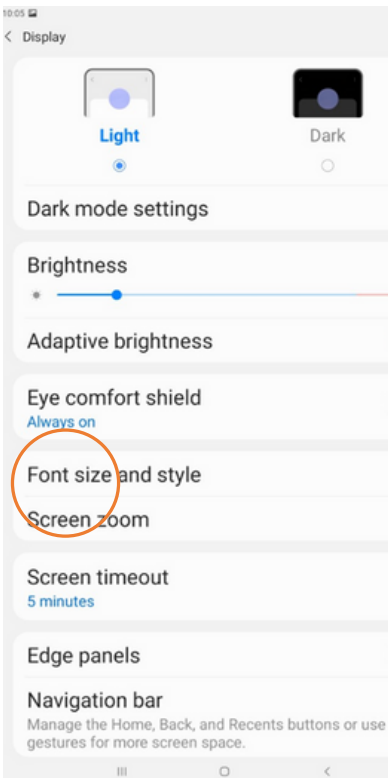 10:05
Display
Light
Dark
Dark mode settings
Brightness
Adaptive brightness
Eye comfort shield
Always on
Font size and style
Screen zoom
Screen timeout
5 minutes
Edge panels
Navigation bar
Manage the Home, Back, and Recents buttons or use
gestures for more screen space.